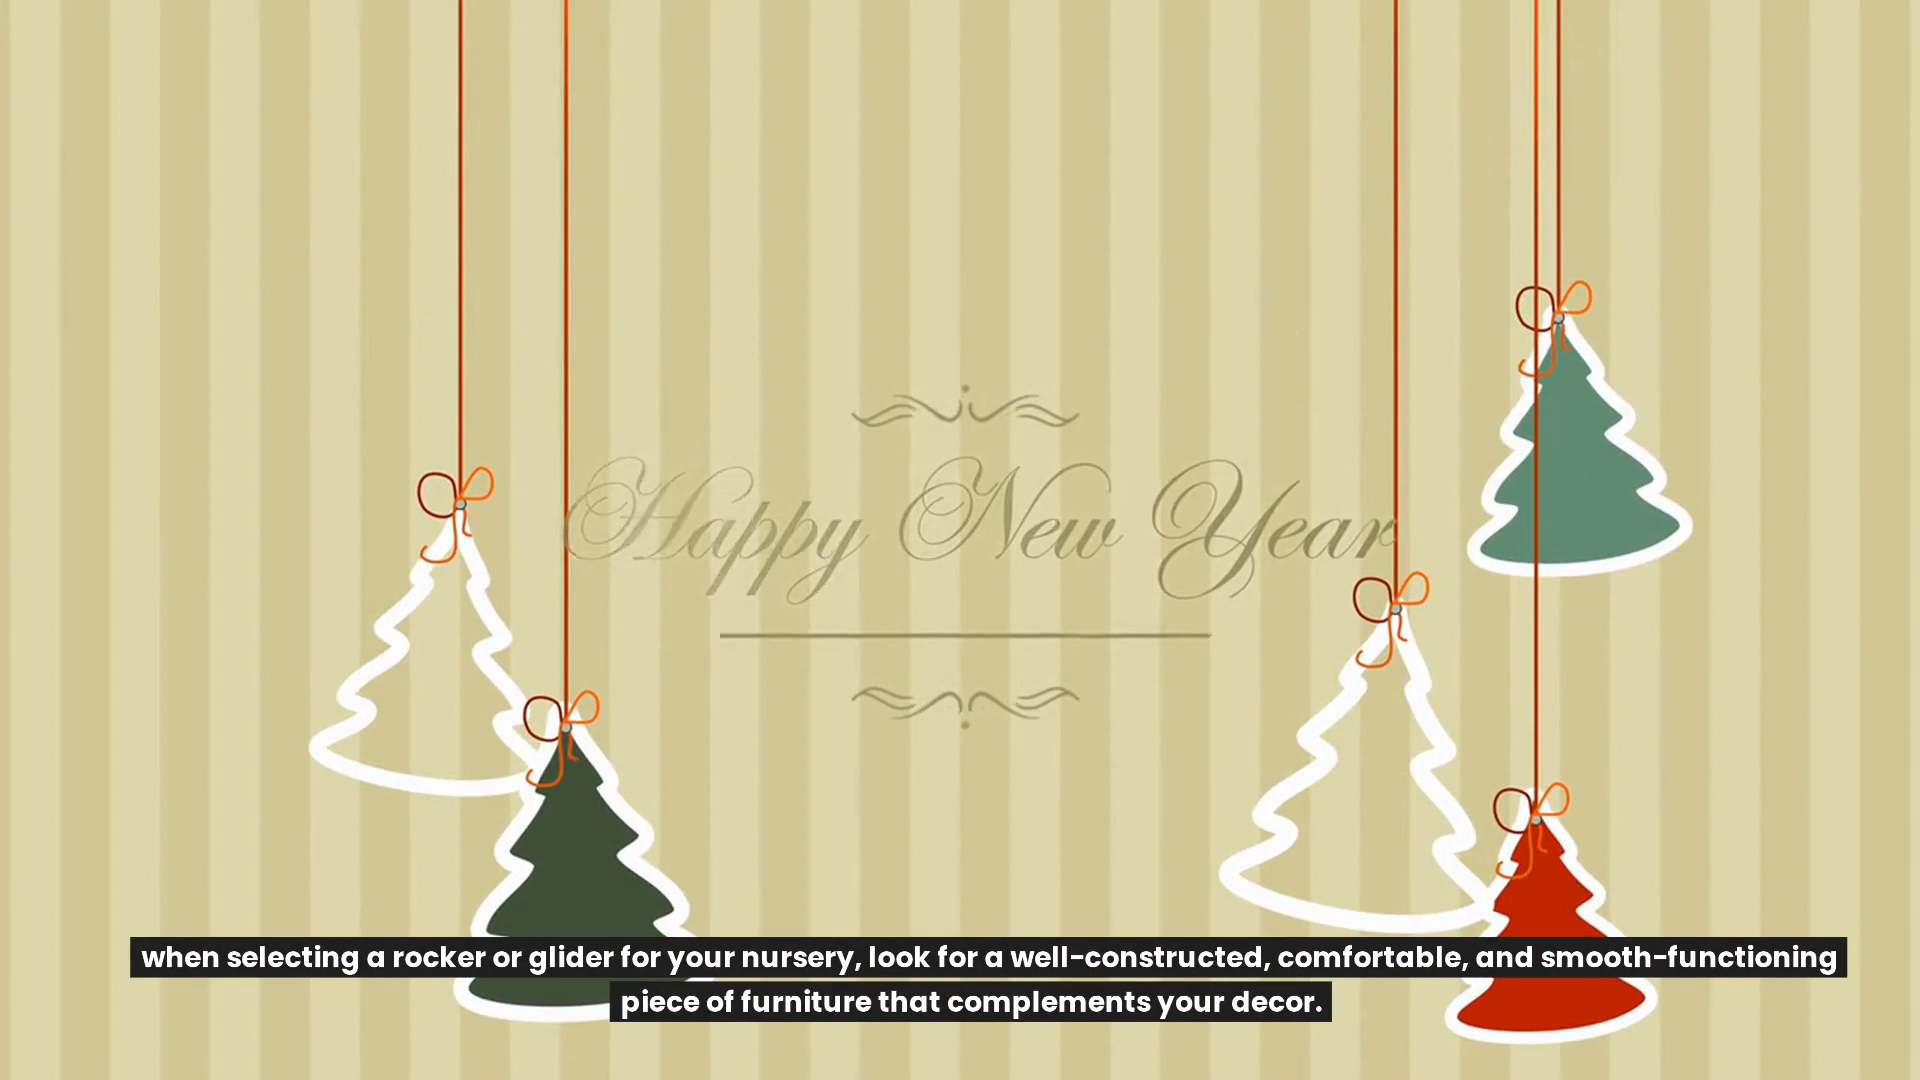 Happy New Year
when selecting a rocker or glider for your nursery, look for a well-constructed, comfortable, and smooth-functioning
piece of furniture that complements your decor.